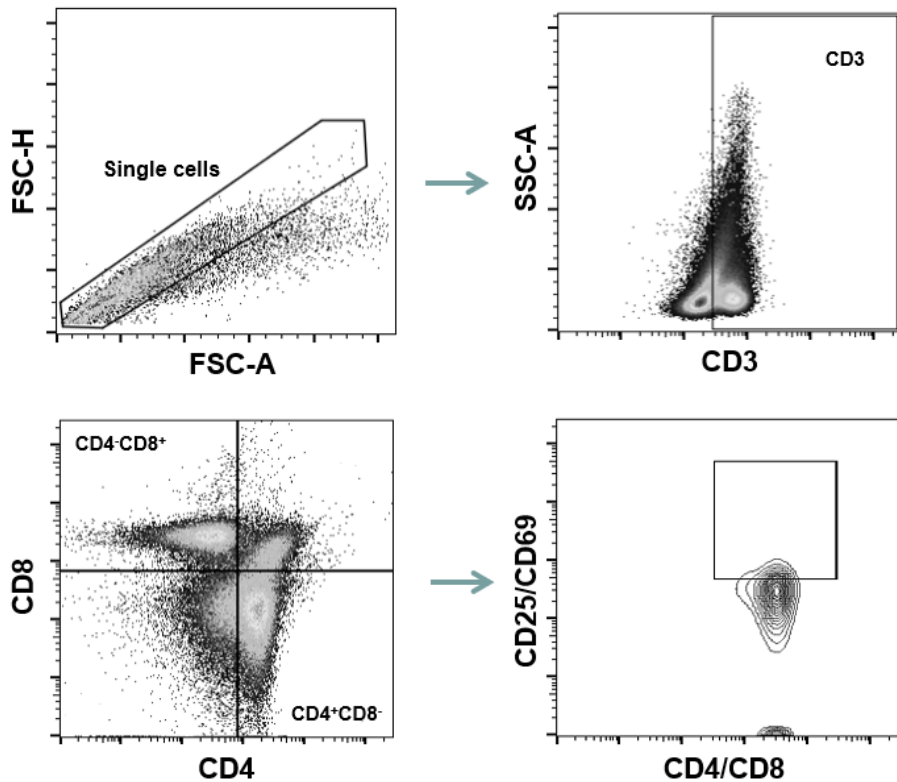 FSC-H
Single cells
FSC-A
SSC-A
CD3
CD3
CD8
CD4⁻CD8⁺
CD4⁺CD8⁻
CD4
CD25/CD69
CD4/CD8